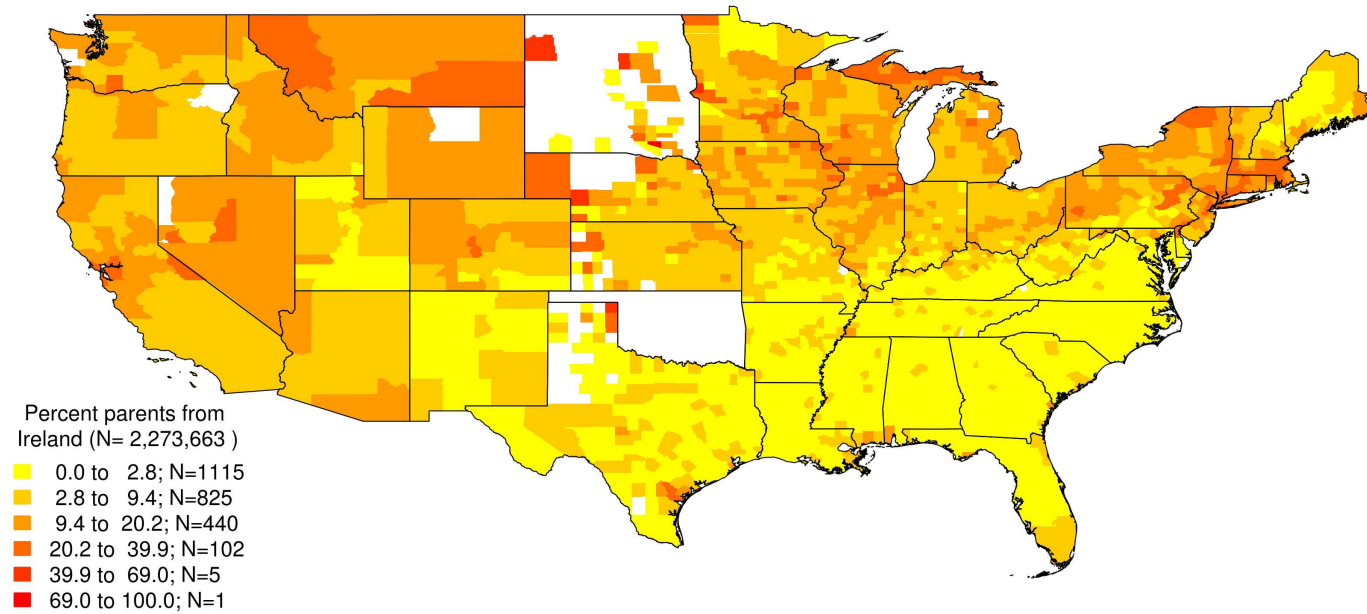 Percent parents from
Ireland (N= 2,273,663 )
0.0 to 2.8; N=1115
2.8 to 9.4; N=825
9.4 to 20.2; N=440
20.2 to 39.9; N=102
39.9 to 69.0; N=5
69.0 to 100.0; N=1